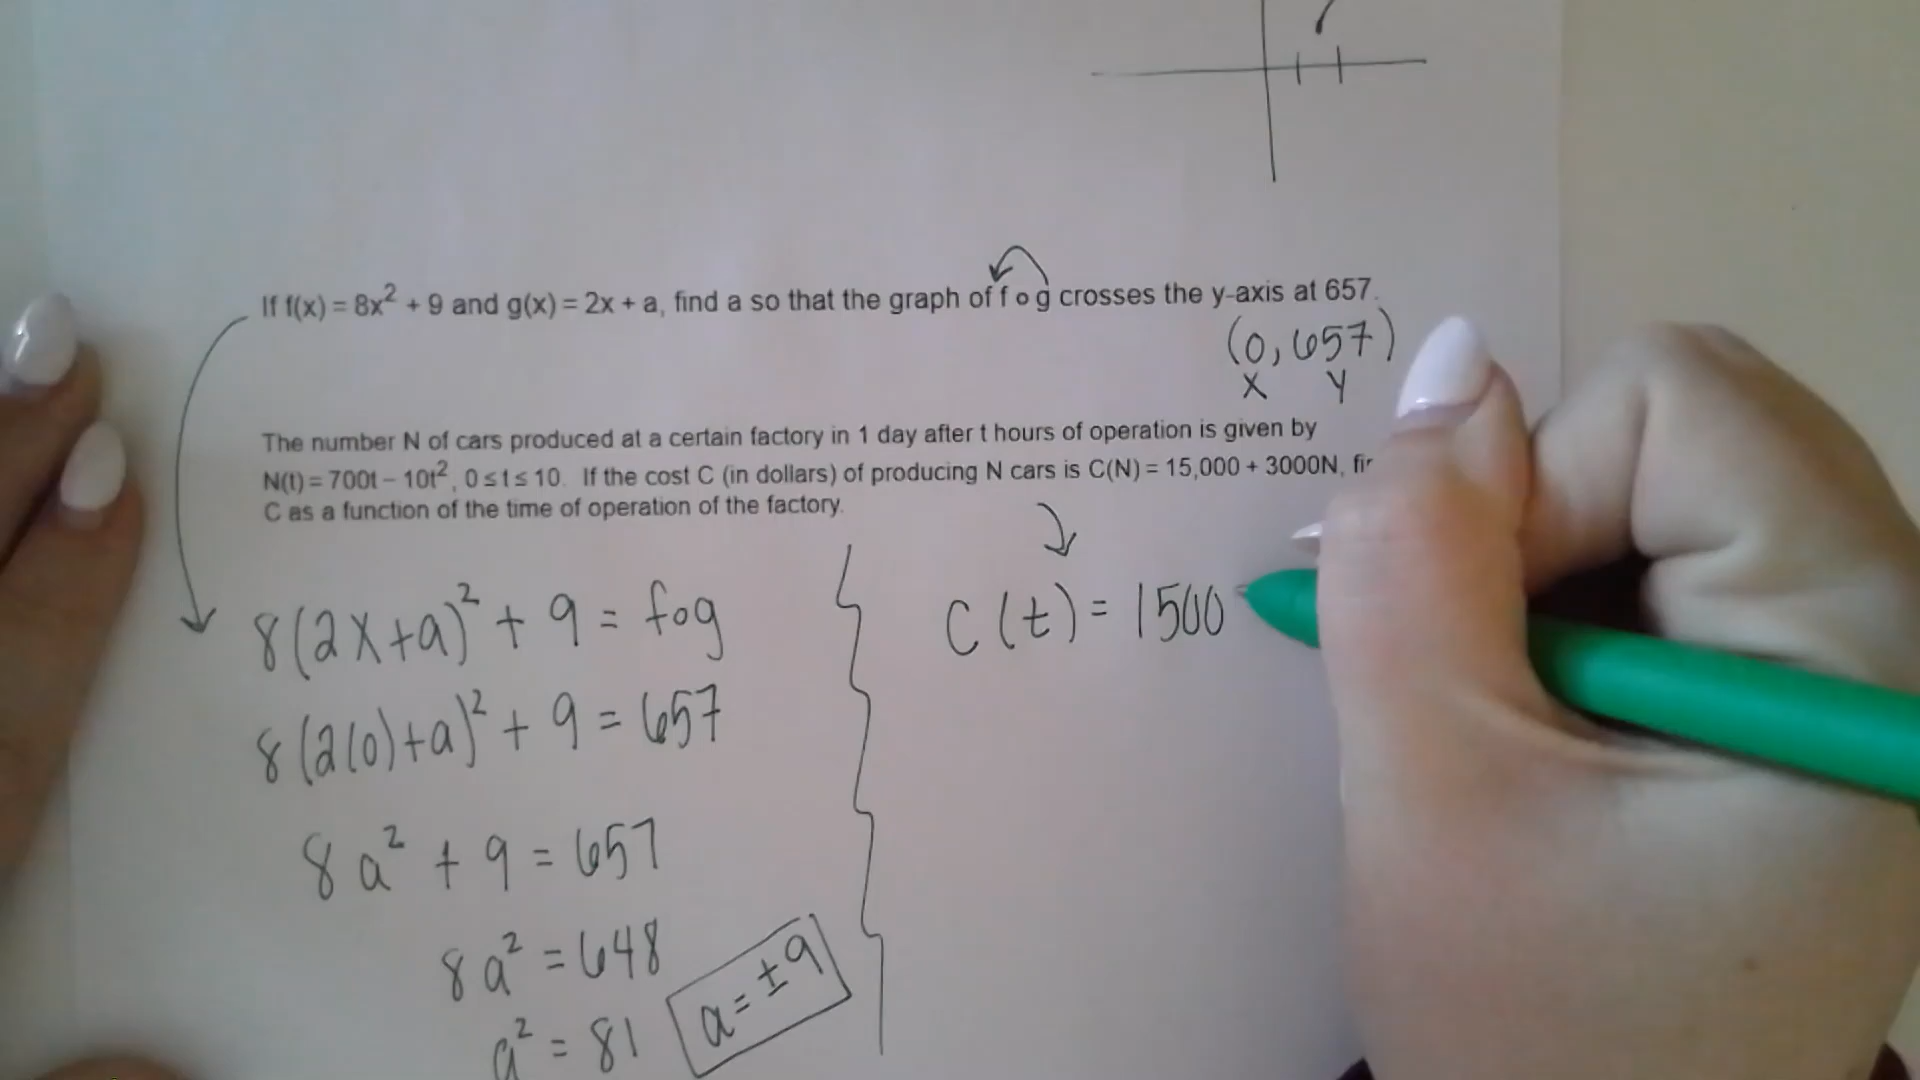 If f(x) = 8x² + 9 and g(x) = 2x + a, find a so that the graph of f o g crosses the y-axis at 657.
(0, 657)
X Y
The number N of cars produced at a certain factory in 1 day after t hours of operation is given by
N(t) = 700t – 10t², 0 ≤ t ≤ 10. If the cost C (in dollars) of producing N cars is C(N) = 15,000 + 3000N,
C as a function of the time of operation of the factory.
8(2x+a)² + 9 = fog
8(2(0)+a)² + 9 = 657
8a² + 9 = 657
8a² = 648
a² = 81
a = ±9
C(t) = 1500